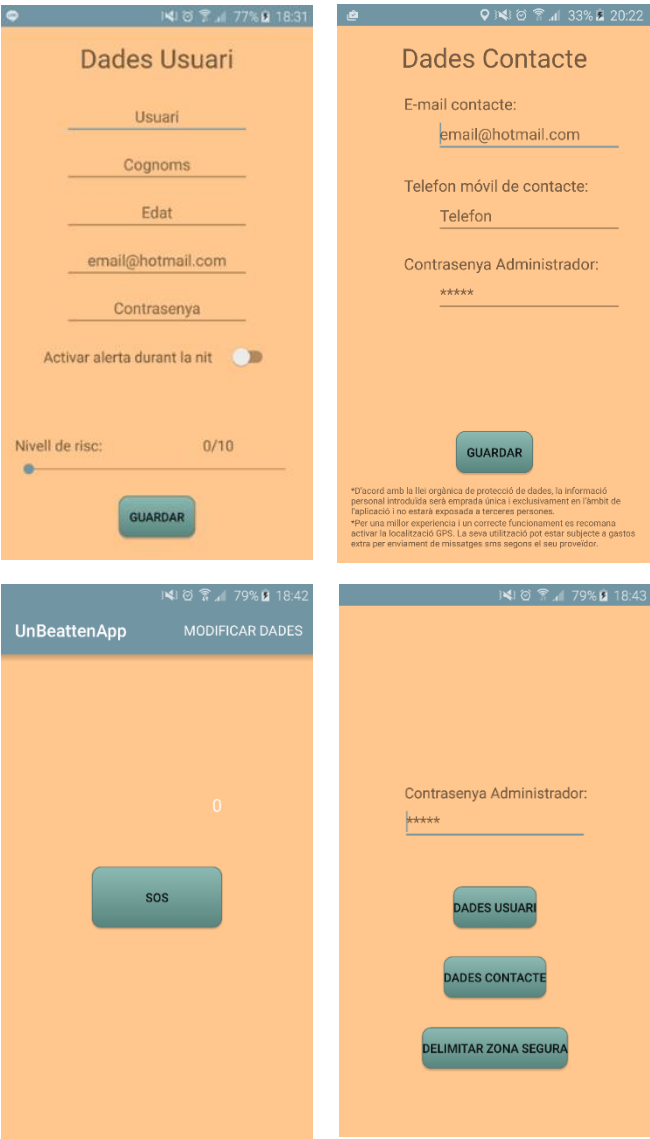 77% 18:31
Dades Usuari
Usuari
Cognoms
Edat
email@hotmail.com
Contrasenya
Activar alerta durant la nit
Nivell de risc: 0/10
GUARDAR
33% 20:22
Dades Contacte
E-mail contacte:
email@hotmail.com
Telefon móvil de contacte:
Telefon
Contrasenya Administrador:
*****
GUARDAR
*D'acord amb la llei orgànica de protecció de dades, la informació
personal introduïda serà emprada única i exclusivament en l'àmbit de
l'aplicació i no estarà exposada a terceres persones.
*Per una millor experiencia i un correcte funcionament es recomana
activar la localització GPS. La seva utilització pot estar subjecte a gastos
extra per enviament de missatges sms segons el seu proveïdor.
79% 18:42
UnBeattenApp MODIFICAR DADES
0
SOS
79% 18:43
Contrasenya Administrador:
*****
DADES USUARI
DADES CONTACTE
DELIMITAR ZONA SEGURA